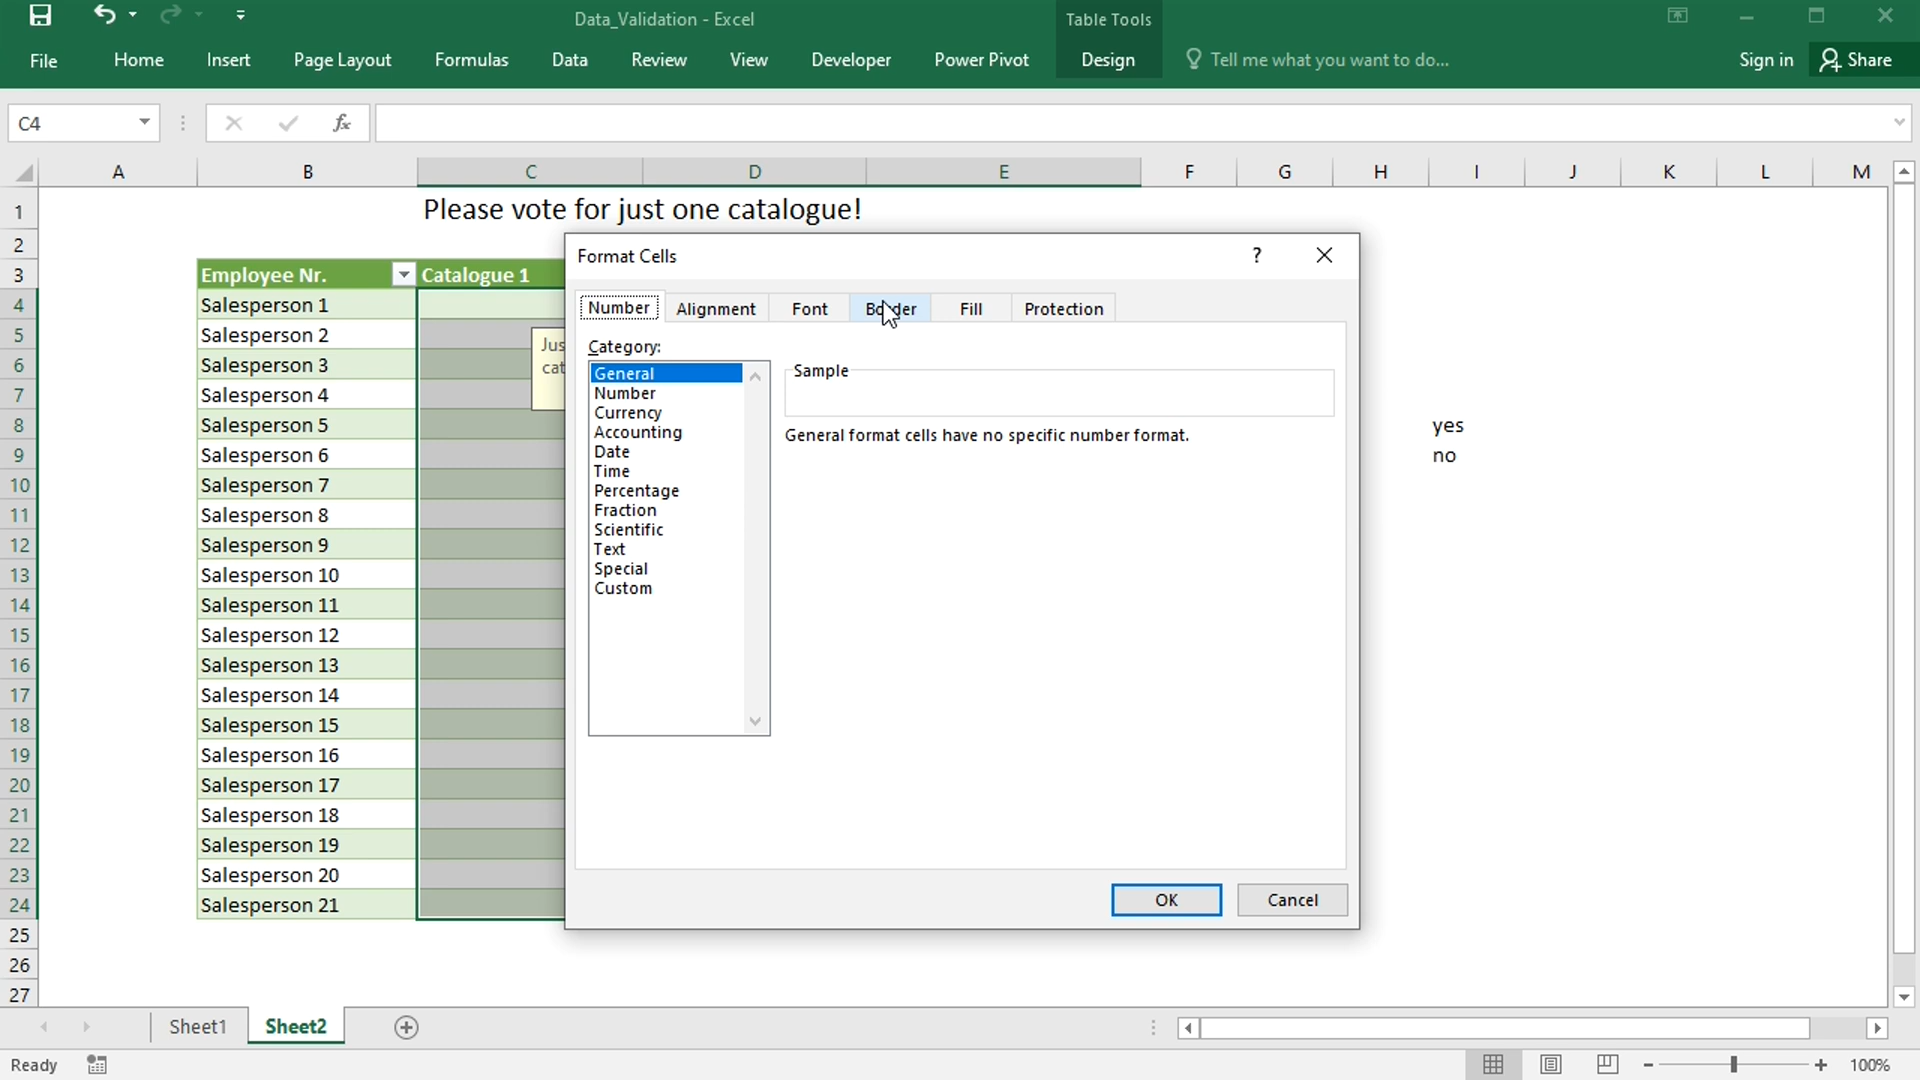 Data_Validation - Excel
Table Tools
File Home Insert Page Layout Formulas Data Review View Developer Power Pivot Design Tell me what you want to do... Sign in Share
C4 fx
A B C D E F G H I J K L M
1 Please vote for just one catalogue!
2
Format Cells ?
3 Employee Nr. Catalogue 1
Number Alignment Font Border Fill Protection
4 Salesperson 1
5 Salesperson 2
6 Salesperson 3
7 Salesperson 4
8 Salesperson 5
9 Salesperson 6
10 Salesperson 7
11 Salesperson 8
12 Salesperson 9
13 Salesperson 10
14 Salesperson 11
15 Salesperson 12
16 Salesperson 13
17 Salesperson 14
18 Salesperson 15
19 Salesperson 16
20 Salesperson 17
21 Salesperson 18
22 Salesperson 19
23 Salesperson 20
24 Salesperson 21
25
26
27
Jus
cat
Category:
General
Number
Currency
Accounting
Date
Time
Percentage
Fraction
Scientific
Text
Special
Custom
Sample
General format cells have no specific number format.
yes
no
OK Cancel
Sheet1 Sheet2
Ready 100%